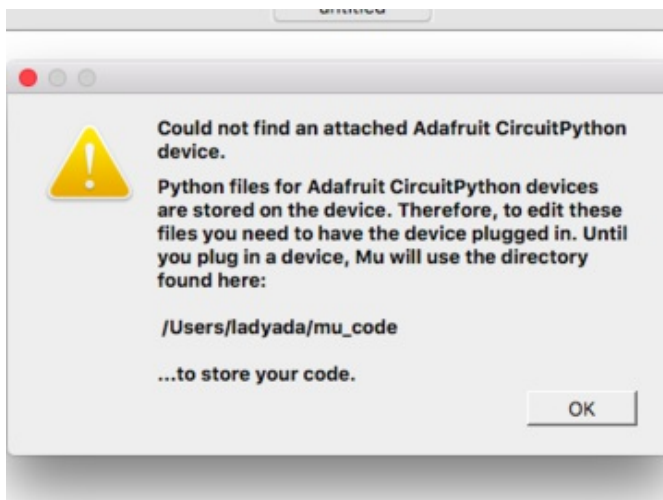 untitled
Could not find an attached Adafruit CircuitPython
device.
Python files for Adafruit CircuitPython devices
are stored on the device. Therefore, to edit these
files you need to have the device plugged in. Until
you plug in a device, Mu will use the directory
found here:
/Users/ladyada/mu_code
...to store your code.
OK